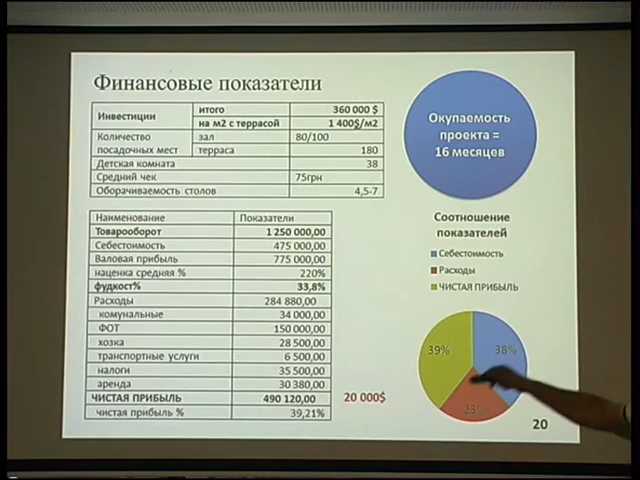 Финансовые показатели
Инвестиции итого 360 000 $
на м2 с террасой 1 400$/м2
Количество посадочных мест зал 80/100
терраса 180
Детская комната 38
Средний чек 75грн
Оборачиваемость столов 4,5-7
Окупаемость
проекта =
16 месяцев
Наименование Показатели
Товарооборот 1 250 000,00
Себестоимость 475 000,00
Валовая прибыль 775 000,00
наценка средняя % 220%
фудкост% 33,8%
Расходы 284 880,00
комунальные 34 000,00
ФОТ 150 000,00
хозка 28 500,00
транспортные услуги 6 500,00
налоги 35 500,00
аренда 30 380,00
ЧИСТАЯ ПРИБЫЛЬ 490 120,00 20 000$
чистая прибыль % 39,21%
Соотношение
показателей
Себестоимость
Расходы
ЧИСТАЯ ПРИБЫЛЬ
39%
38%
23%
20